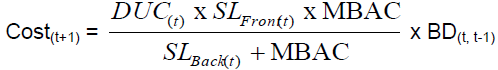 Cost(t+1) = DUC(t) x SLFront(t) x MBAC / SLBack(t) + MBAC x BD(t, t-1)